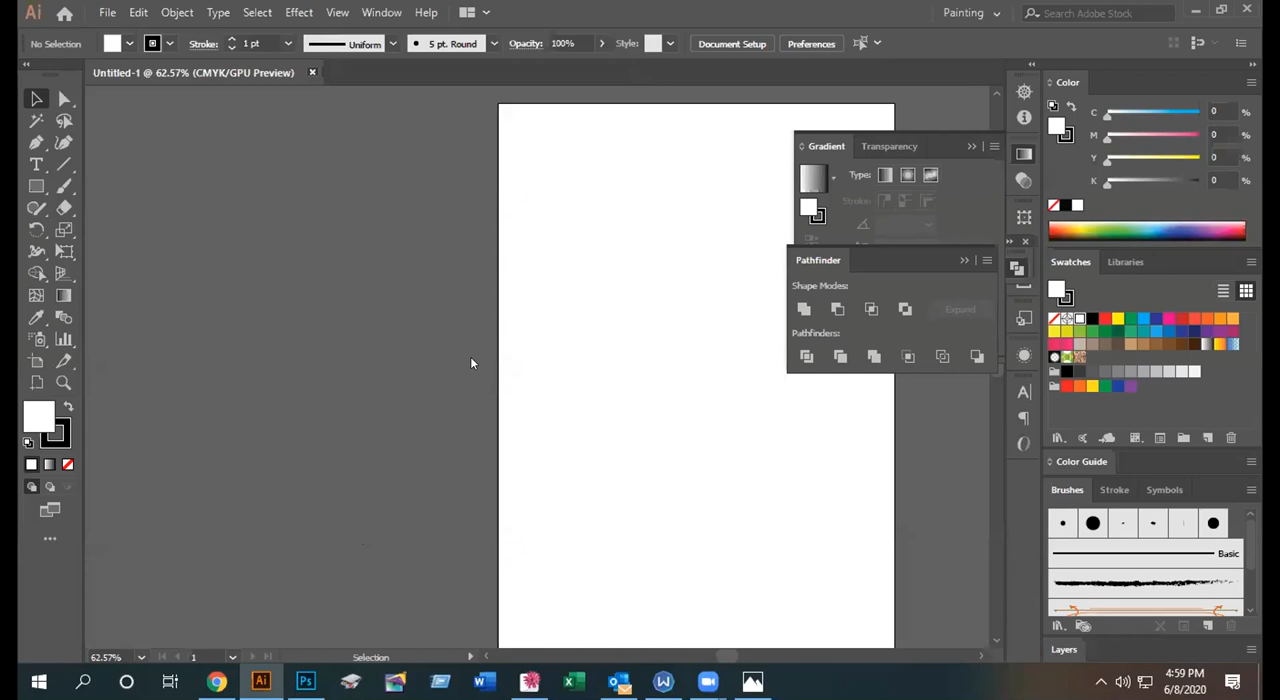 Ai File Edit Object Type Select Effect View Window Help Painting Search Adobe Stock
No Selection Stroke: 1 pt Uniform 5 pt. Round Opacity: 100% Style: Document Setup Preferences
Untitled-1 @ 62.57% (CMYK/GPU Preview)
Color
C 0 %
M 0 %
Y 0 %
K 0 %
Gradient Transparency
Type:
Stroke:
Pathfinder
Shape Modes:
Expand
Pathfinders:
Swatches Libraries
Color Guide
Brushes Stroke Symbols
Basic
Layers
62.57% 1 Selection
Ai Ps
4:59 PM
6/8/2020